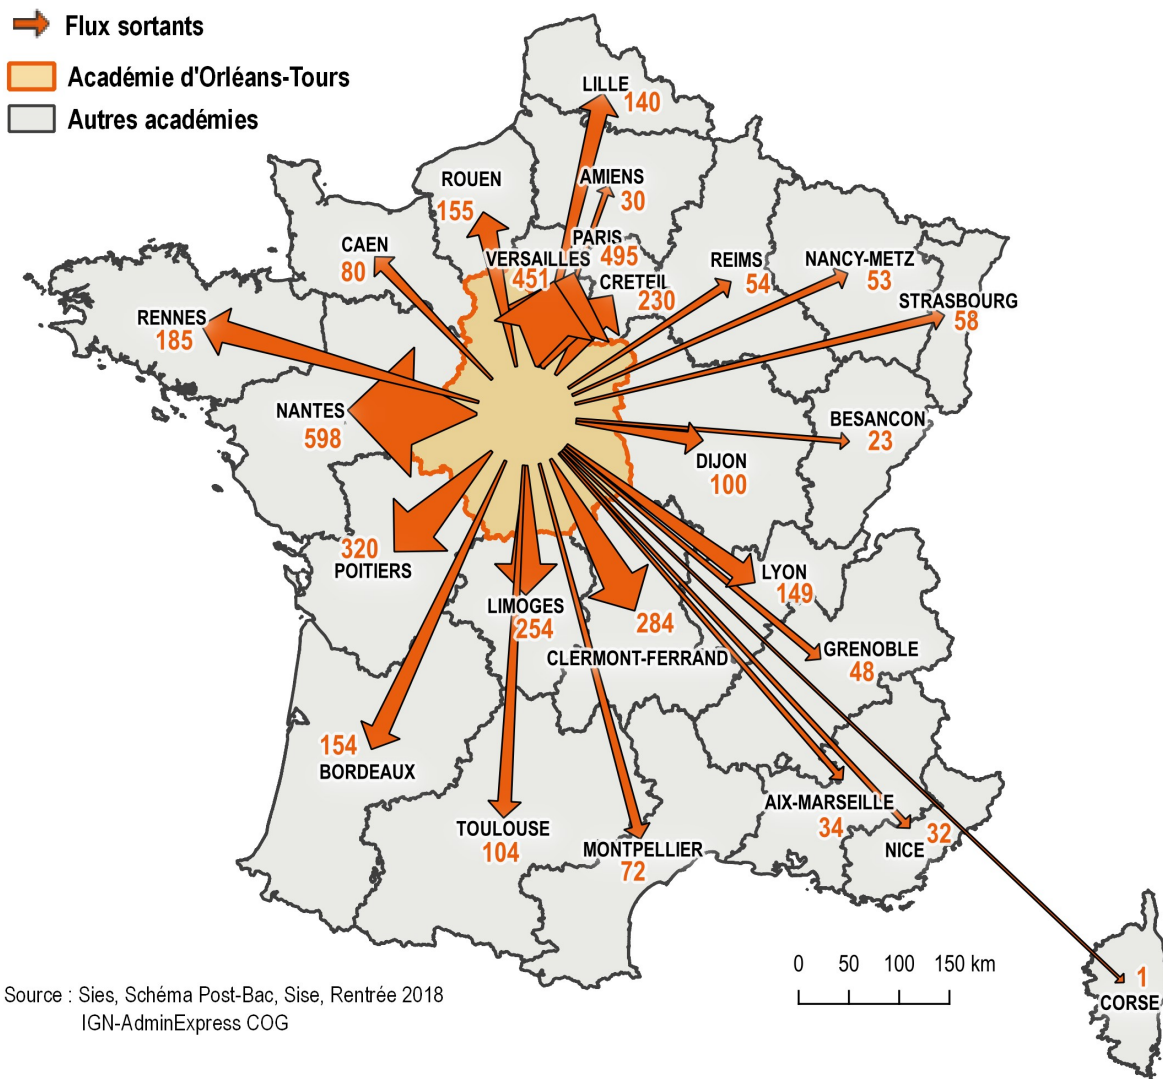 Flux sortants
Académie d'Orléans-Tours
Autres académies
LILLE
140
AMIENS
30
ROUEN
155
PARIS
495
CAEN
80
VERSAILLES
451
CRETEIL
230
REIMS
54
NANCY-METZ
53
STRASBOURG
58
RENNES
185
NANTES
598
BESANCON
23
DIJON
100
320
POITIERS
LYON
149
LIMOGES
254
284
CLERMONT-FERRAND
GRENOBLE
48
154
BORDEAUX
TOULOUSE
104
MONTPELLIER
72
AIX-MARSEILLE
34
32
NICE
0 50 100 150 km
1
CORSE
Source : Sies, Schéma Post-Bac, Sise, Rentrée 2018
IGN-AdminExpress COG